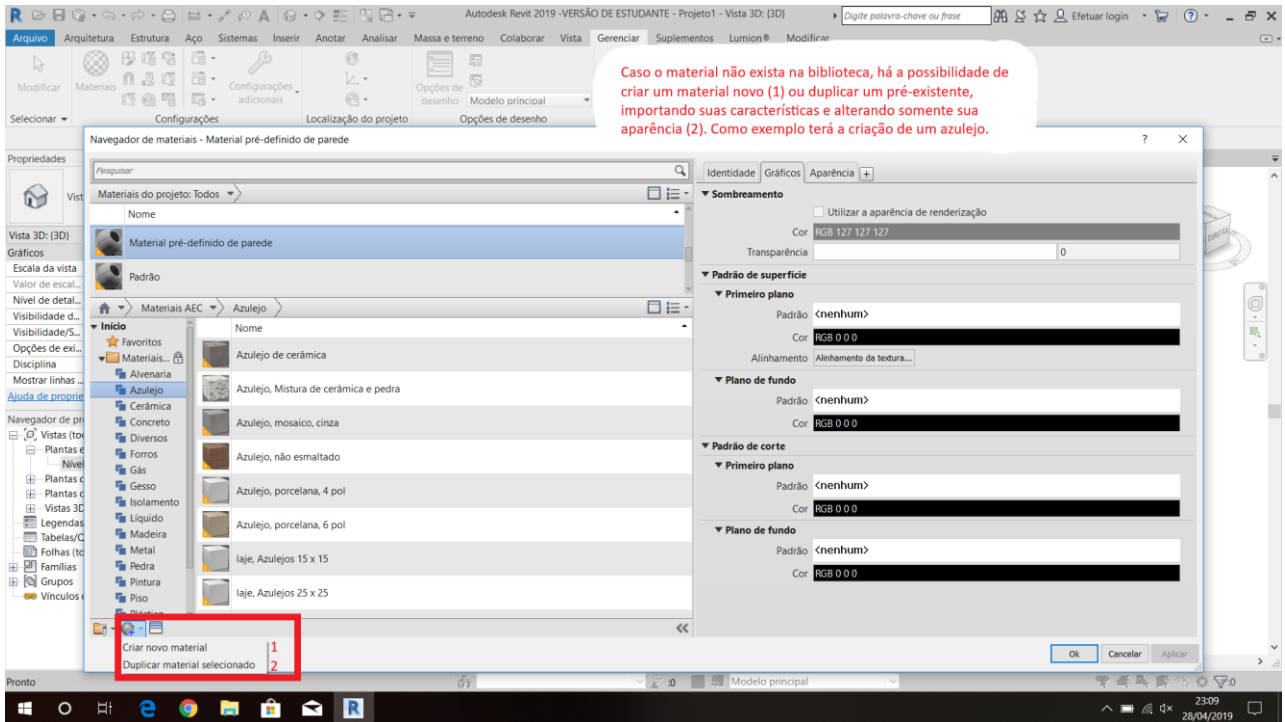 Autodesk Revit 2019 -VERSÃO DE ESTUDANTE - Projeto1 - Vista 3D: {3D}
Digite palavra-chave ou frase
Efetuar login
Arquivo Arquitetura Estrutura Aço Sistemas Inserir Anotar Analisar Massa e terreno Colaborar Vista Gerenciar Suplementos Lumion® Modificar
Modificar
Materiais
Configurações
adicionais
Opções de
desenho
Modelo principal
Selecionar
Configurações
Localização do projeto
Opções de desenho
Caso o material não exista na biblioteca, há a possibilidade de
criar um material novo (1) ou duplicar um pré-existente,
importando suas características e alterando somente sua
aparência (2). Como exemplo terá a criação de um azulejo.
Navegador de materiais - Material pré-definido de parede
? ×
Propriedades
Vist
Vista 3D: {3D}
Gráficos
Escala da vista
Valor de escal...
Nível de detal...
Visibilidade d...
Visibilidade/S...
Opções de exi...
Disciplina
Mostrar linhas ...
Ajuda de proprie
Navegador de pr
Vistas (to
Plantas e
Níve
Plantas d
Plantas d
Vistas 3D
Legendas
Tabelas/Q
Folhas (to
Famílias
Grupos
Vínculos
Pesquisar
Materiais do projeto: Todos
Nome
Material pré-definido de parede
Padrão
Materiais AEC Azulejo
Início
Favoritos
Materiais...
Alvenaria
Azulejo
Cerâmica
Concreto
Diversos
Forros
Gás
Gesso
Isolamento
Líquido
Madeira
Metal
Pedra
Pintura
Piso
Plástico
Nome
Azulejo de cerâmica
Azulejo, Mistura de cerâmica e pedra
Azulejo, mosaico, cinza
Azulejo, não esmaltado
Azulejo, porcelana, 4 pol
Azulejo, porcelana, 6 pol
laje, Azulejos 15 x 15
laje, Azulejos 25 x 25
Criar novo material 1
Duplicar material selecionado 2
Identidade Gráficos Aparência
Sombreamento
Utilizar a aparência de renderização
Cor RGB 127 127 127
Transparência 0
Padrão de superfície
Primeiro plano
Padrão <nenhum>
Cor RGB 0 0 0
Alinhamento Alinhamento da textura...
Plano de fundo
Padrão <nenhum>
Cor RGB 0 0 0
Padrão de corte
Primeiro plano
Padrão <nenhum>
Cor RGB 0 0 0
Plano de fundo
Padrão <nenhum>
Cor RGB 0 0 0
Ok Cancelar Aplicar
DIREITA
Pronto
:0
Modelo principal
:0
23:09
28/04/2019